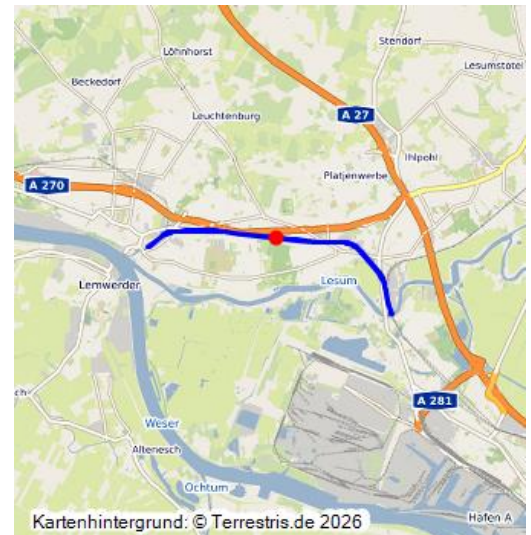 Stendorf
Löhnhorst
Lesumstotel
Beckedorf
Leuchtenburg
A 27
Ihlpohl
Platjenwerbe
A 270
Lesum
Lemwerder
A 281
Weser
Altenesch
Ochtum
Hafen A
Kartenhintergrund: © Terrestris.de 2026